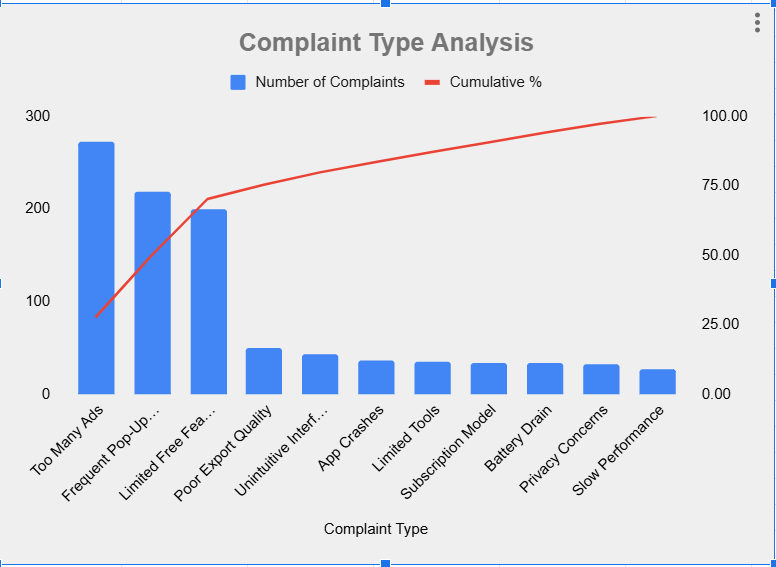 Complaint Type Analysis
Number of Complaints Cumulative %
300 100.00
75.00
200
50.00
100
25.00
0 0.00
Too Many Ads
Frequent Pop-Up…
Limited Free Fea…
Poor Export Quality
Unintuitive Interf…
App Crashes
Limited Tools
Subscription Model
Battery Drain
Privacy Concerns
Slow Performance
Complaint Type